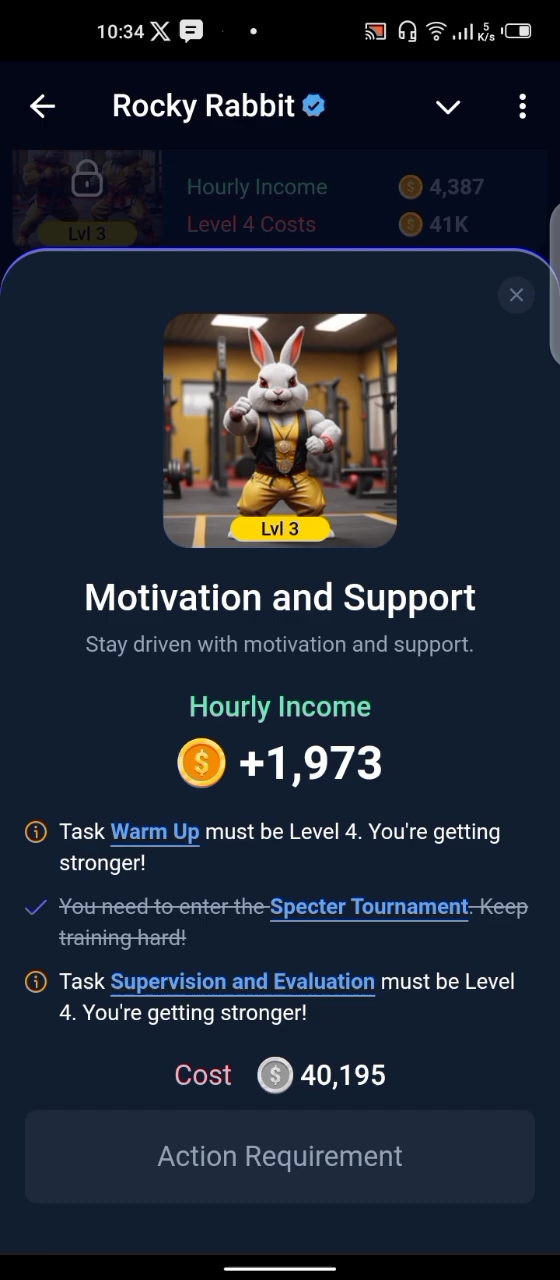 10:34
5
K/s
Rocky Rabbit
Hourly Income 4,387
Lvl 3
Level 4 Costs 41K
Lvl 3
Motivation and Support
Stay driven with motivation and support.
Hourly Income
+1,973
Task Warm Up must be Level 4. You're getting
stronger!
You need to enter the Specter Tournament. Keep
training hard!
Task Supervision and Evaluation must be Level
4. You're getting stronger!
Cost 40,195
Action Requirement